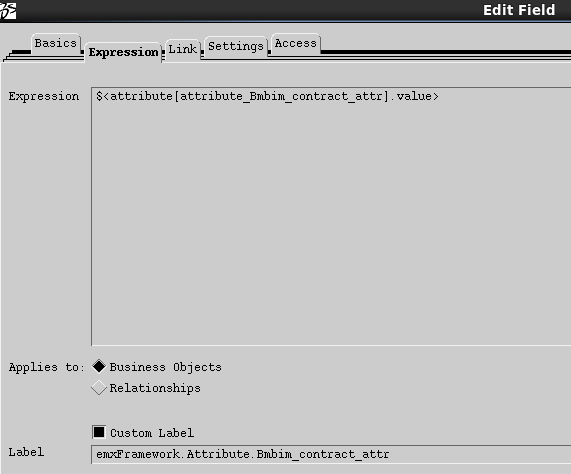 Edit Field
Basics Expression Link Settings Access
Expression $<attribute[attribute_Bmbim_contract_attr].value>
Applies to: Business Objects
Relationships
Custom Label
Label emxFramework.Attribute.Bmbim_contract_attr